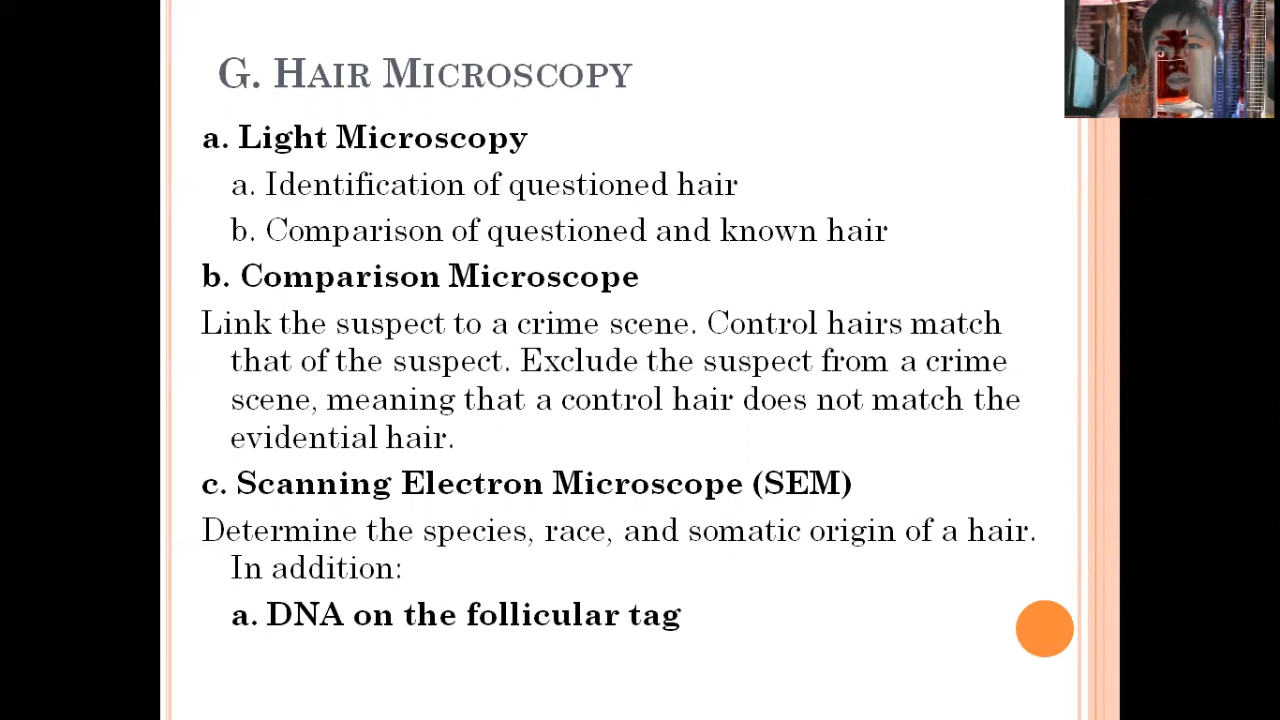 G. HAIR MICROSCOPY
a. Light Microscopy
a. Identification of questioned hair
b. Comparison of questioned and known hair
b. Comparison Microscope
Link the suspect to a crime scene. Control hairs match
that of the suspect. Exclude the suspect from a crime
scene, meaning that a control hair does not match the
evidential hair.
c. Scanning Electron Microscope (SEM)
Determine the species, race, and somatic origin of a hair.
In addition:
a. DNA on the follicular tag